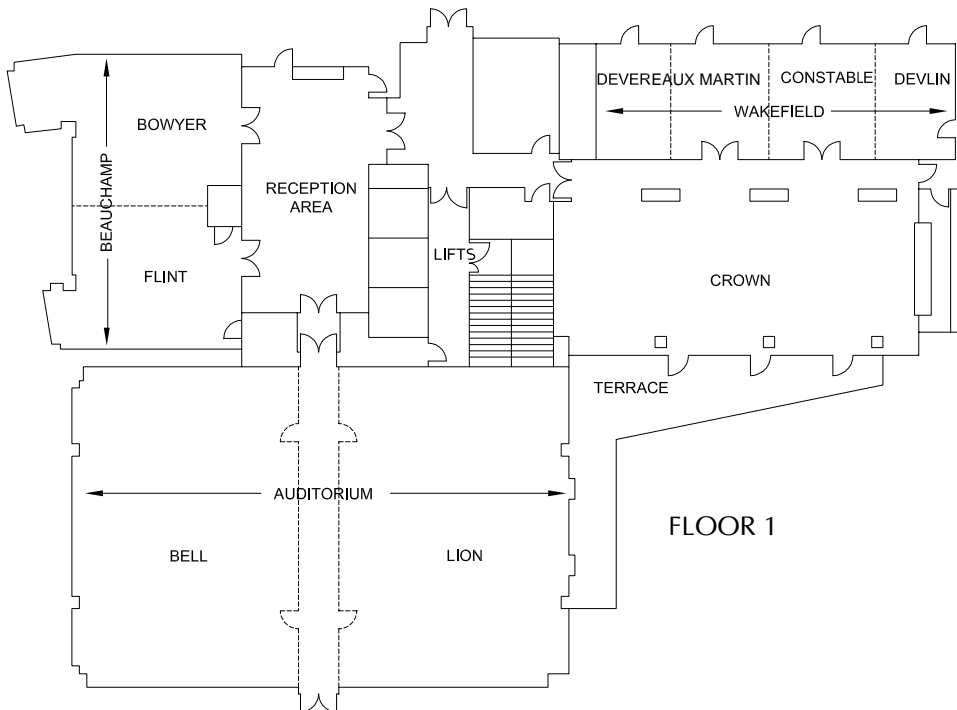 BOWYER
BEAUCHAMP
FLINT
RECEPTION
AREA
LIFTS
DEVEREAUX MARTIN CONSTABLE DEVLIN
WAKEFIELD
CROWN
TERRACE
AUDITORIUM
BELL
LION
FLOOR 1